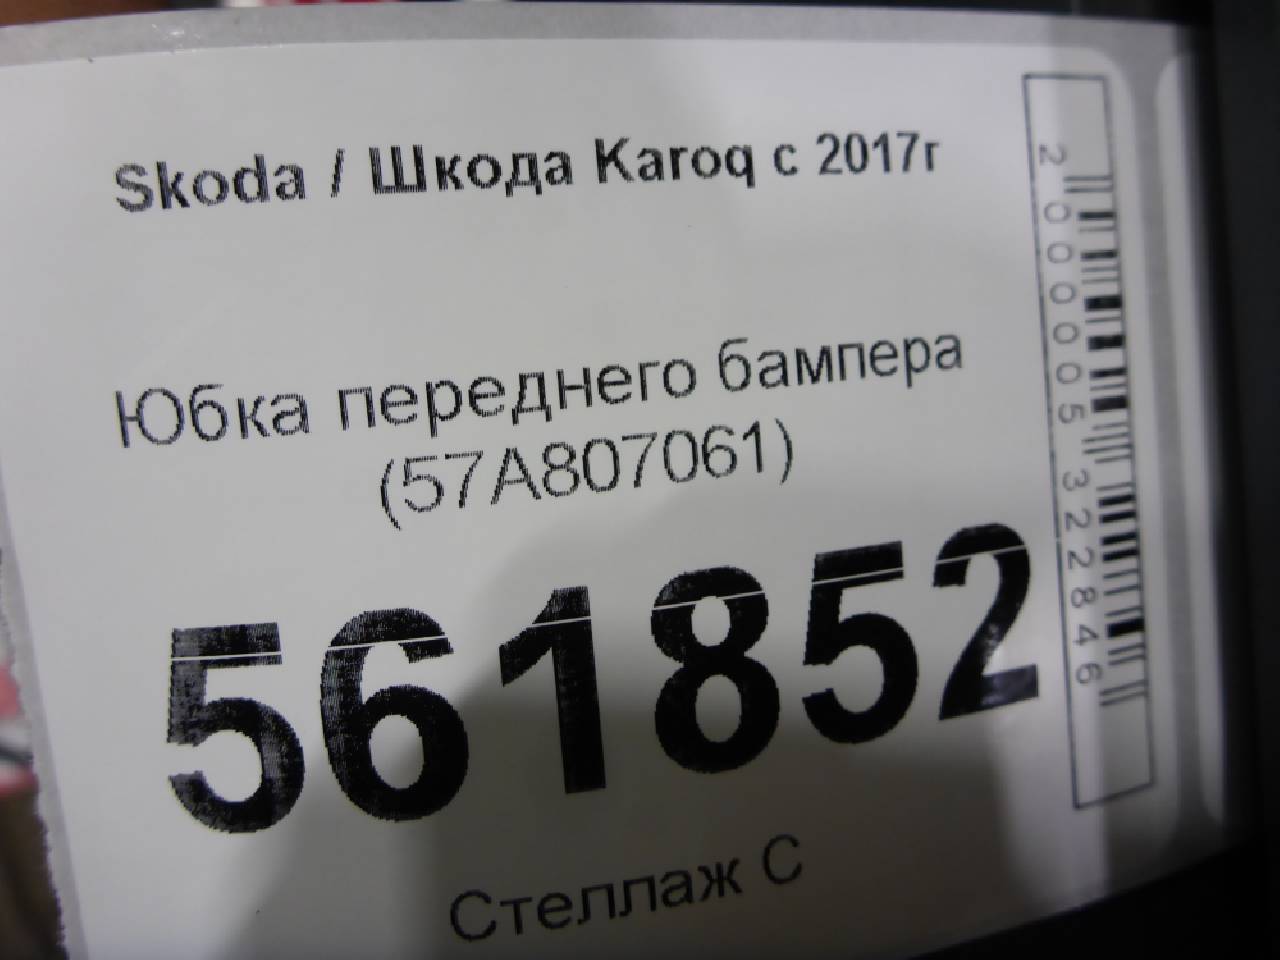 Skoda / Шкода Karoq с 2017г
Юбка переднего бампера
(57A807061)
561852
Стеллаж С
2000005322846